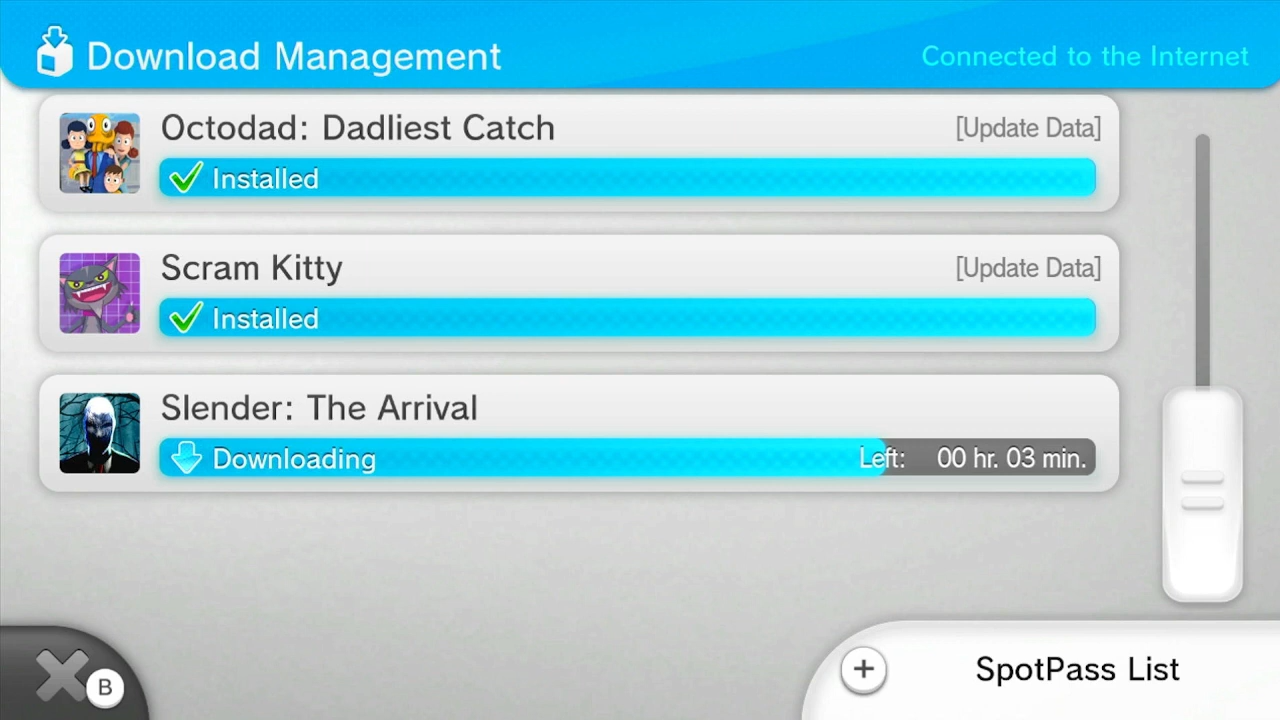 Download Management
Connected to the Internet
Octodad: Dadliest Catch
[Update Data]
Installed
Scram Kitty
[Update Data]
Installed
Slender: The Arrival
Downloading
Left: 00 hr. 03 min.
B
+ SpotPass List